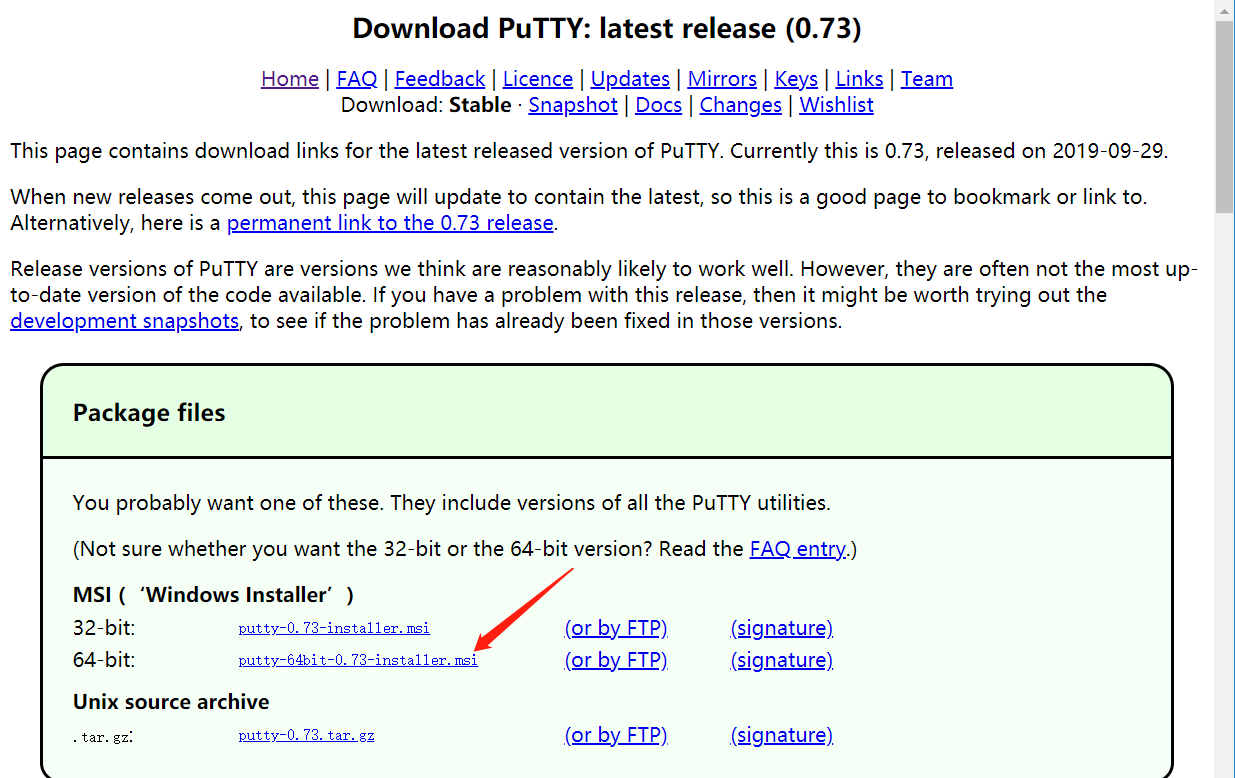 Download PuTTY: latest release (0.73)
Home | FAQ | Feedback | Licence | Updates | Mirrors | Keys | Links | Team
Download: Stable · Snapshot | Docs | Changes | Wishlist
This page contains download links for the latest released version of PuTTY. Currently this is 0.73, released on 2019-09-29.
When new releases come out, this page will update to contain the latest, so this is a good page to bookmark or link to.
Alternatively, here is a permanent link to the 0.73 release.
Release versions of PuTTY are versions we think are reasonably likely to work well. However, they are often not the most up-
to-date version of the code available. If you have a problem with this release, then it might be worth trying out the
development snapshots, to see if the problem has already been fixed in those versions.
Package files
You probably want one of these. They include versions of all the PuTTY utilities.
(Not sure whether you want the 32-bit or the 64-bit version? Read the FAQ entry.)
MSI (‘Windows Installer’)
32-bit: putty-0.73-installer.msi (or by FTP) (signature)
64-bit: putty-64bit-0.73-installer.msi (or by FTP) (signature)
Unix source archive
.tar.gz: putty-0.73.tar.gz (or by FTP) (signature)